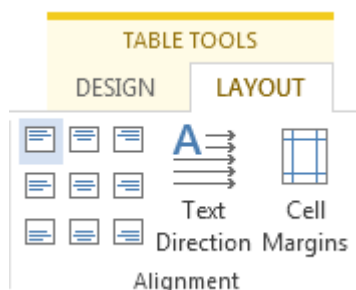 TABLE TOOLS
DESIGN LAYOUT
A
Text Direction
Cell Margins
Alignment